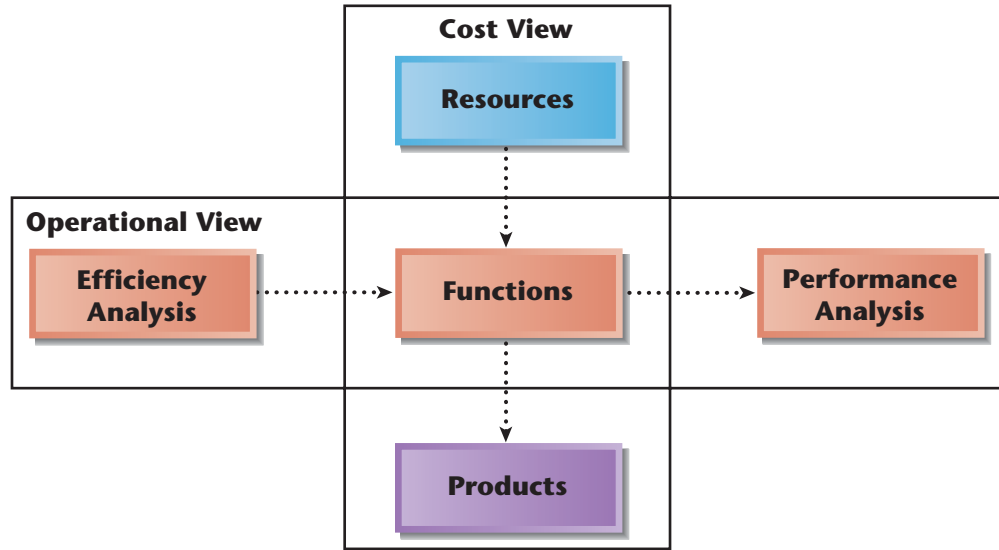 Cost View
Resources
Operational View
Efficiency
Analysis
Functions
Performance
Analysis
Products